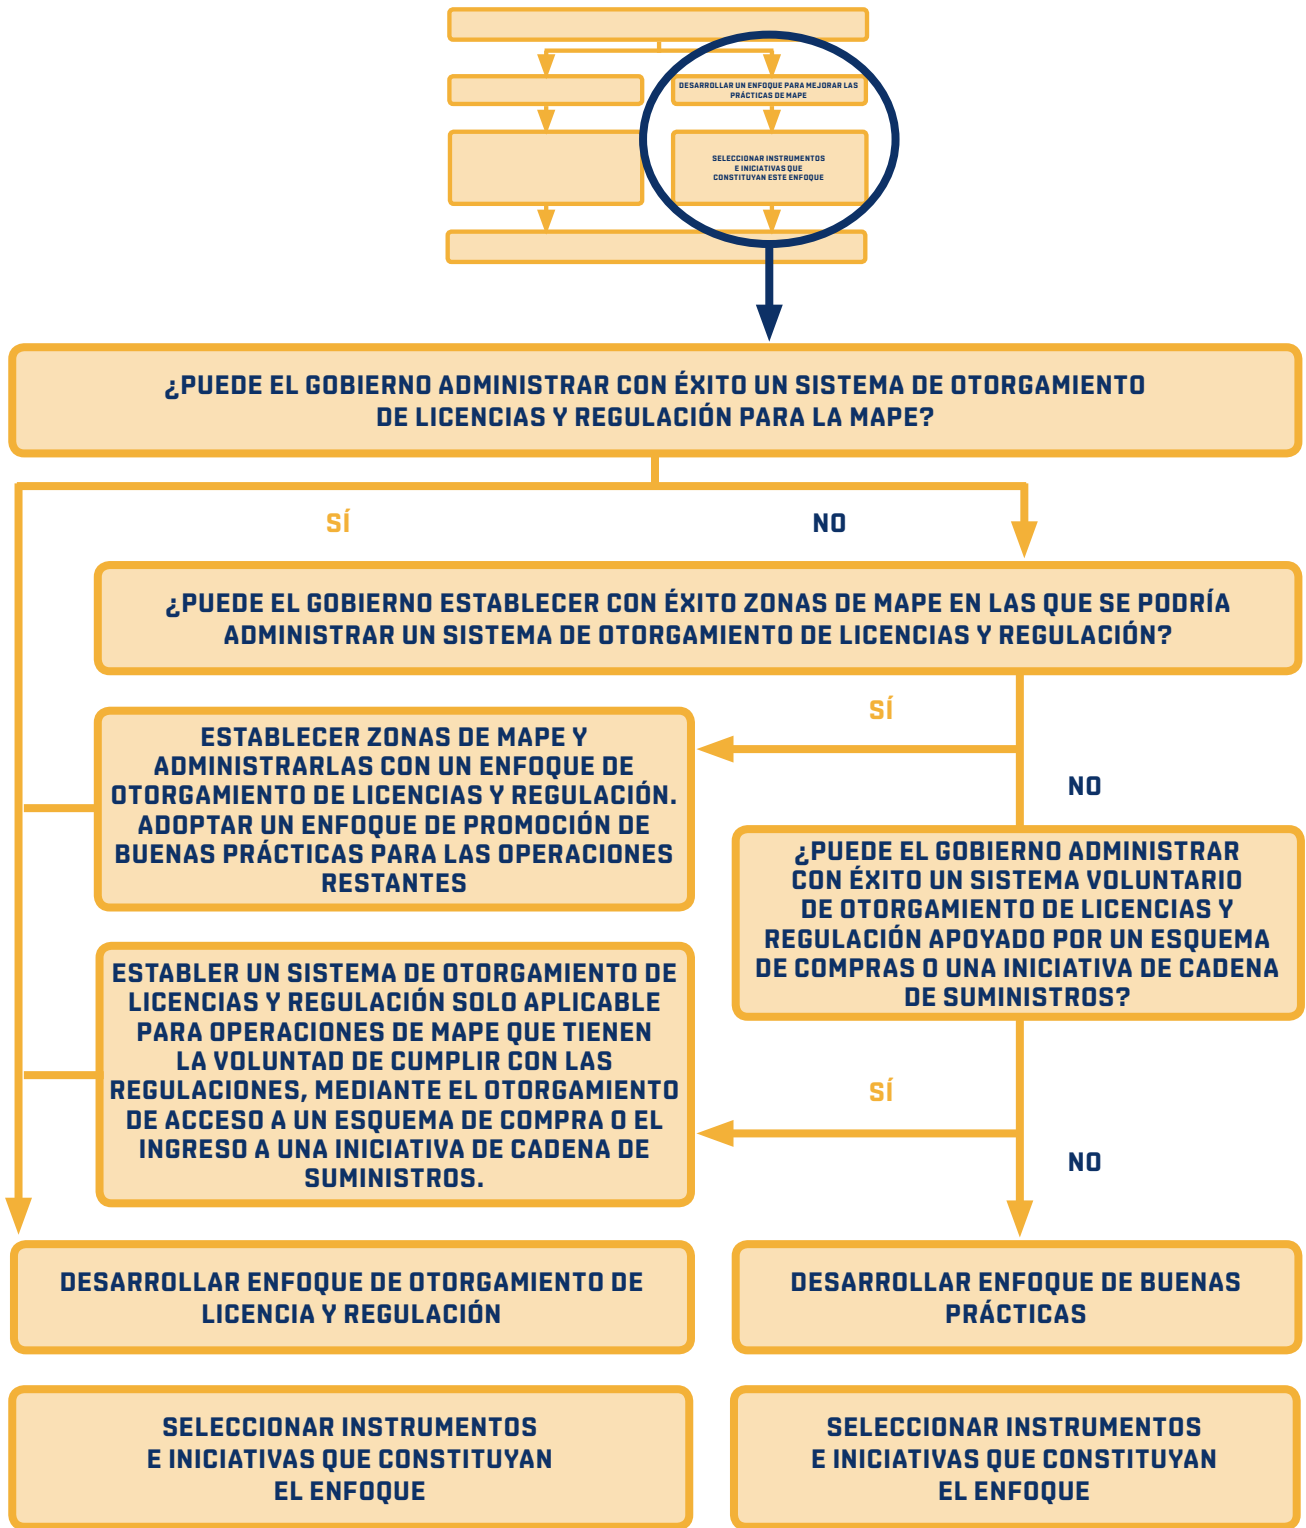 DESARROLLAR UN ENFOQUE PARA MEJORAR LAS
PRÁCTICAS DE MAPE
SELECCIONAR INSTRUMENTOS
E INICIATIVAS QUE
CONSTITUYAN ESTE ENFOQUE
¿PUEDE EL GOBIERNO ADMINISTRAR CON ÉXITO UN SISTEMA DE OTORGAMIENTO
DE LICENCIAS Y REGULACIÓN PARA LA MAPE?
SÍ
NO
¿PUEDE EL GOBIERNO ESTABLECER CON ÉXITO ZONAS DE MAPE EN LAS QUE SE PODRÍA
ADMINISTRAR UN SISTEMA DE OTORGAMIENTO DE LICENCIAS Y REGULACIÓN?
SÍ
ESTABLECER ZONAS DE MAPE Y
ADMINISTRARLAS CON UN ENFOQUE DE
OTORGAMIENTO DE LICENCIAS Y REGULACIÓN.
ADOPTAR UN ENFOQUE DE PROMOCIÓN DE
BUENAS PRÁCTICAS PARA LAS OPERACIONES
RESTANTES
NO
¿PUEDE EL GOBIERNO ADMINISTRAR
CON ÉXITO UN SISTEMA VOLUNTARIO
DE OTORGAMIENTO DE LICENCIAS Y
REGULACIÓN APOYADO POR UN ESQUEMA
DE COMPRAS O UNA INICIATIVA DE CADENA
DE SUMINISTROS?
ESTABLER UN SISTEMA DE OTORGAMIENTO DE
LICENCIAS Y REGULACIÓN SOLO APLICABLE
PARA OPERACIONES DE MAPE QUE TIENEN
LA VOLUNTAD DE CUMPLIR CON LAS
REGULACIONES, MEDIANTE EL OTORGAMIENTO
DE ACCESO A UN ESQUEMA DE COMPRA O EL
INGRESO A UNA INICIATIVA DE CADENA DE
SUMINISTROS.
SÍ
NO
DESARROLLAR ENFOQUE DE OTORGAMIENTO DE
LICENCIA Y REGULACIÓN
DESARROLLAR ENFOQUE DE BUENAS
PRÁCTICAS
SELECCIONAR INSTRUMENTOS
E INICIATIVAS QUE CONSTITUYAN
EL ENFOQUE
SELECCIONAR INSTRUMENTOS
E INICIATIVAS QUE CONSTITUYAN
EL ENFOQUE